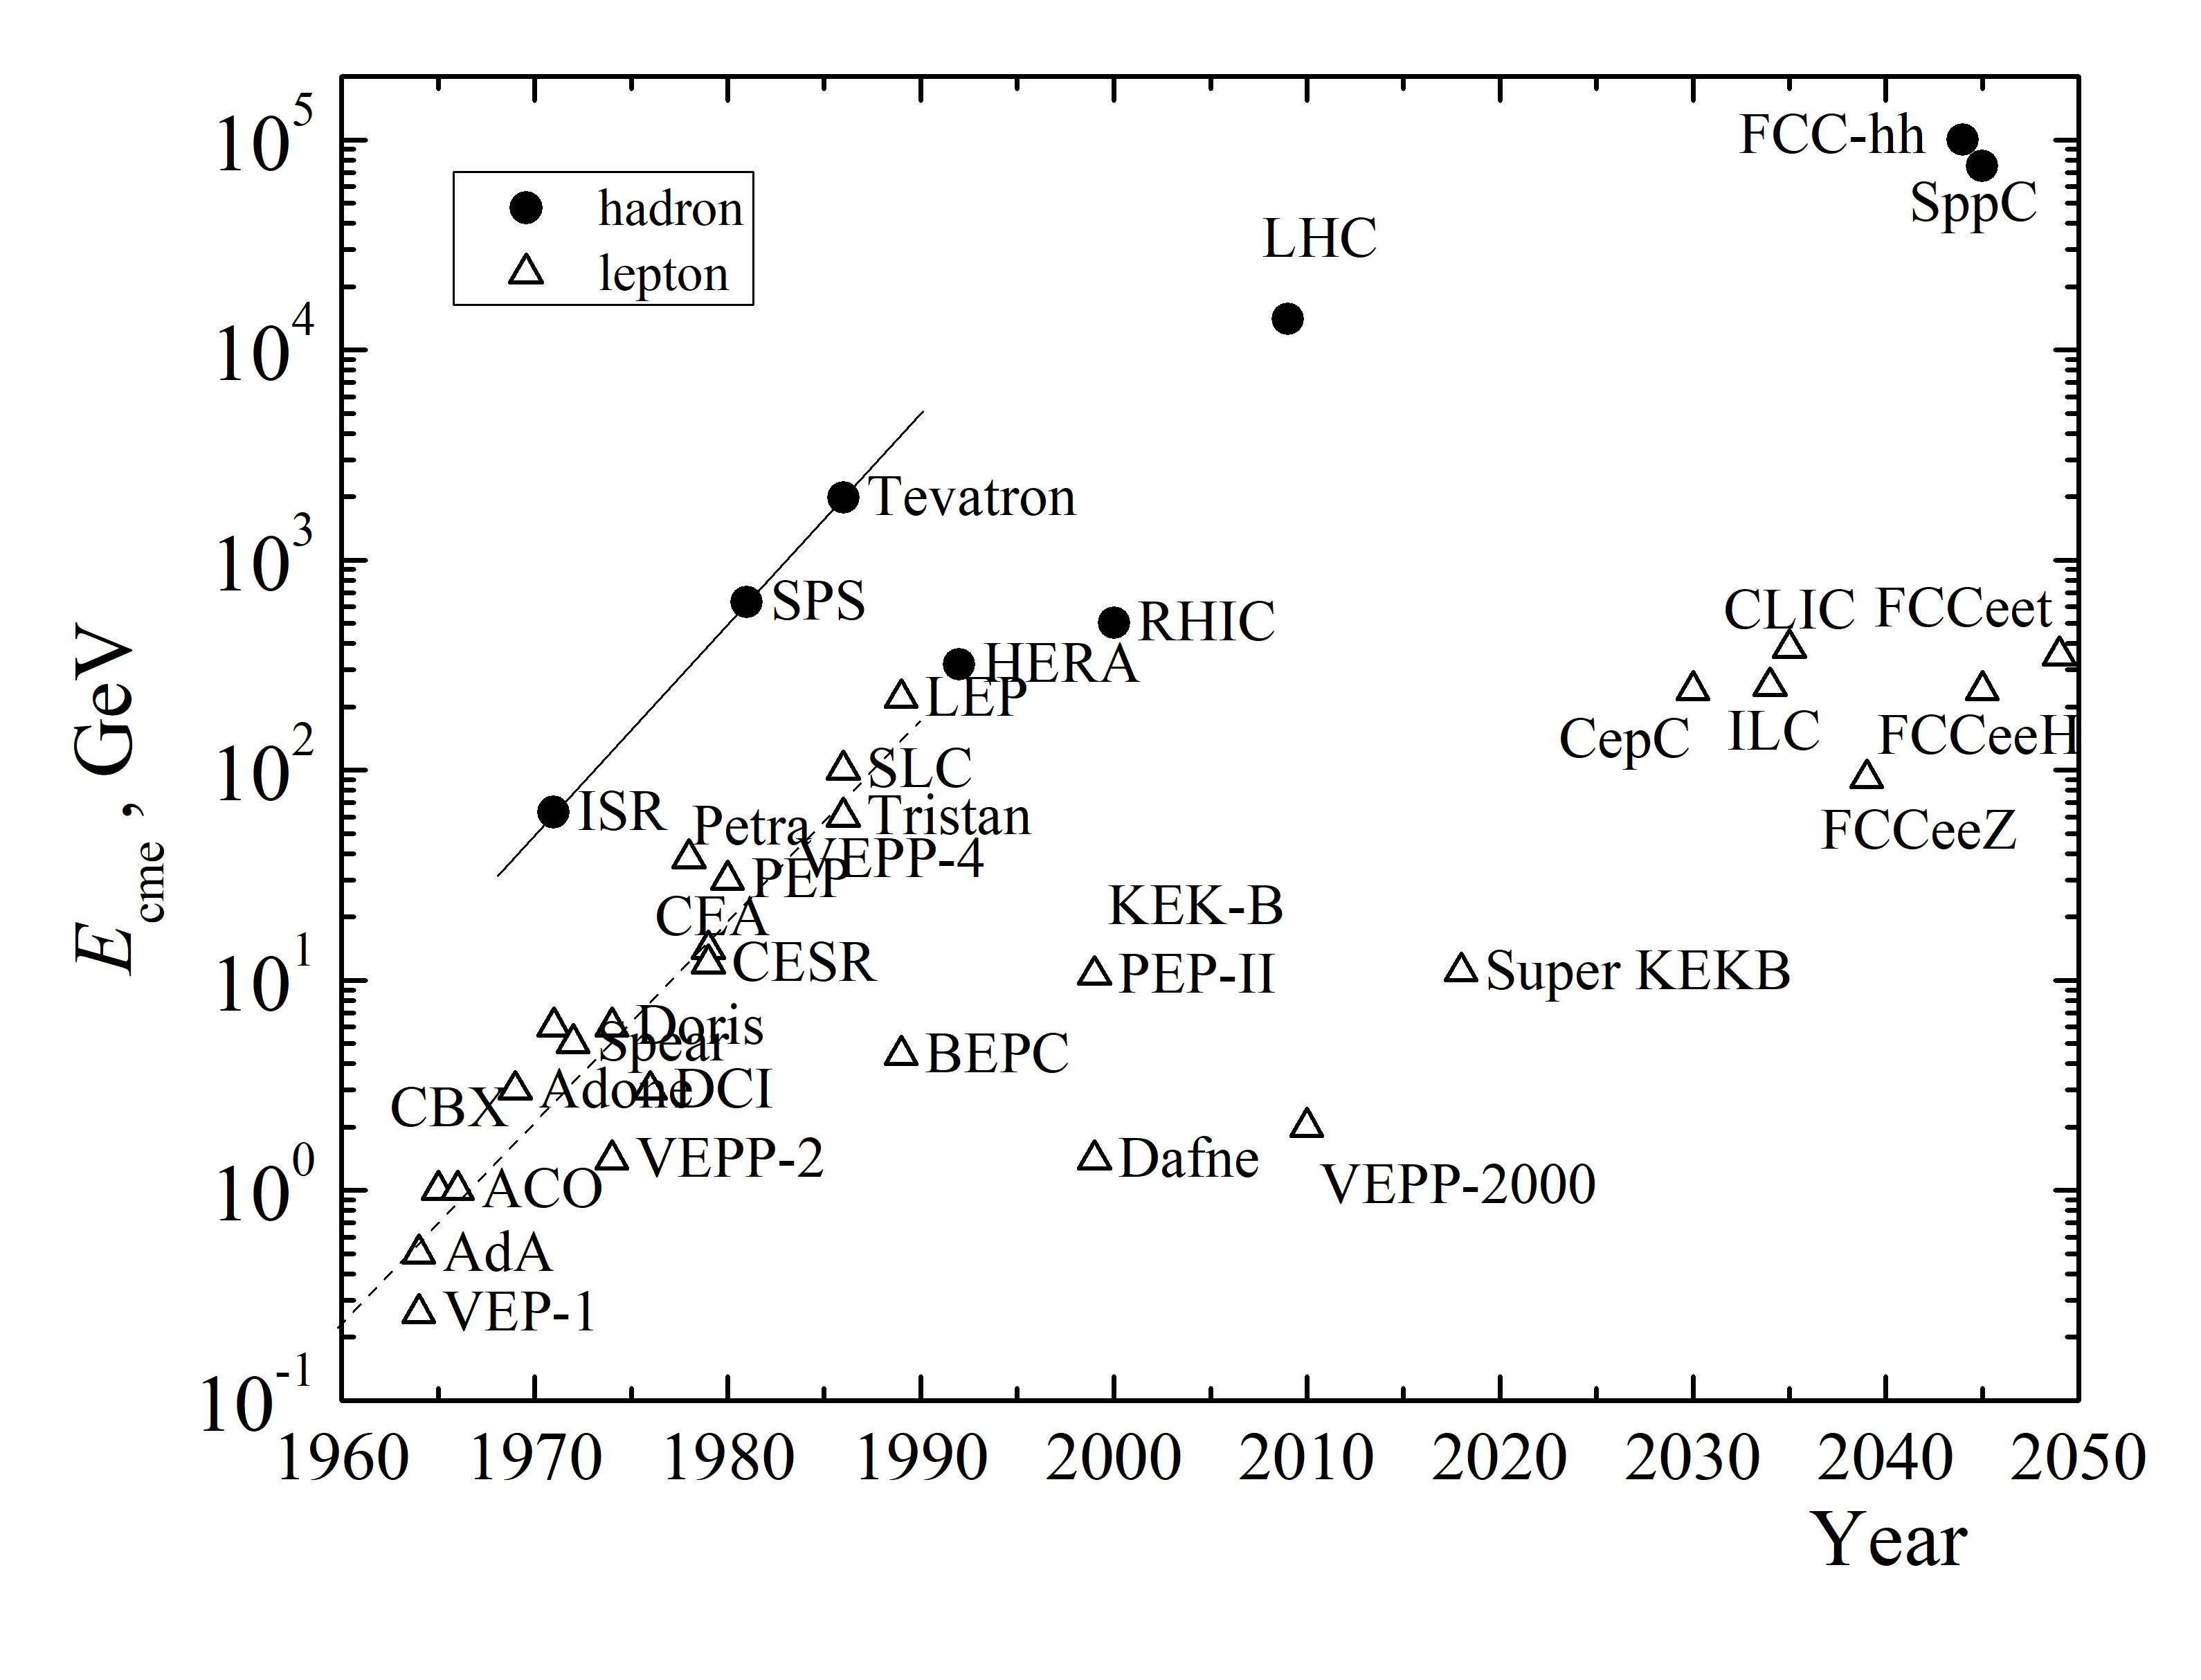 10^5
10^4
10^3
10^2
10^1
10^0
10^-1
E_cme, GeV
hadron
lepton
FCC-hh
SppC
LHC
Tevatron
SPS
RHIC
HERA
LEP
CLIC
FCCeet
CepC
ILC
FCCeeH
SLC
ISR
Petra
Tristan
VEPP-4
FCCeeZ
PEP
CEA
KEK-B
CESR
PEP-II
Super KEKB
Doris
Spear
BEPC
CBX
Adone
DCI
VEPP-2
Dafne
VEPP-2000
ACO
AdA
VEP-1
1960 1970 1980 1990 2000 2010 2020 2030 2040 2050
Year